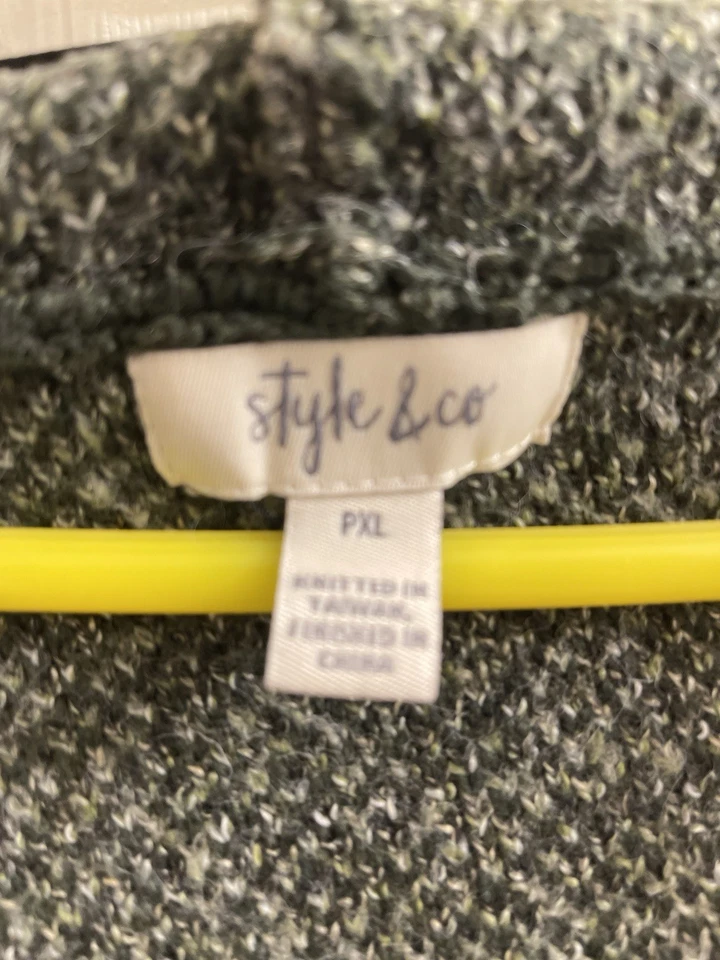 style & co
PXL
KNITTED IN
TAIWAN,
FINISHED IN
CHINA